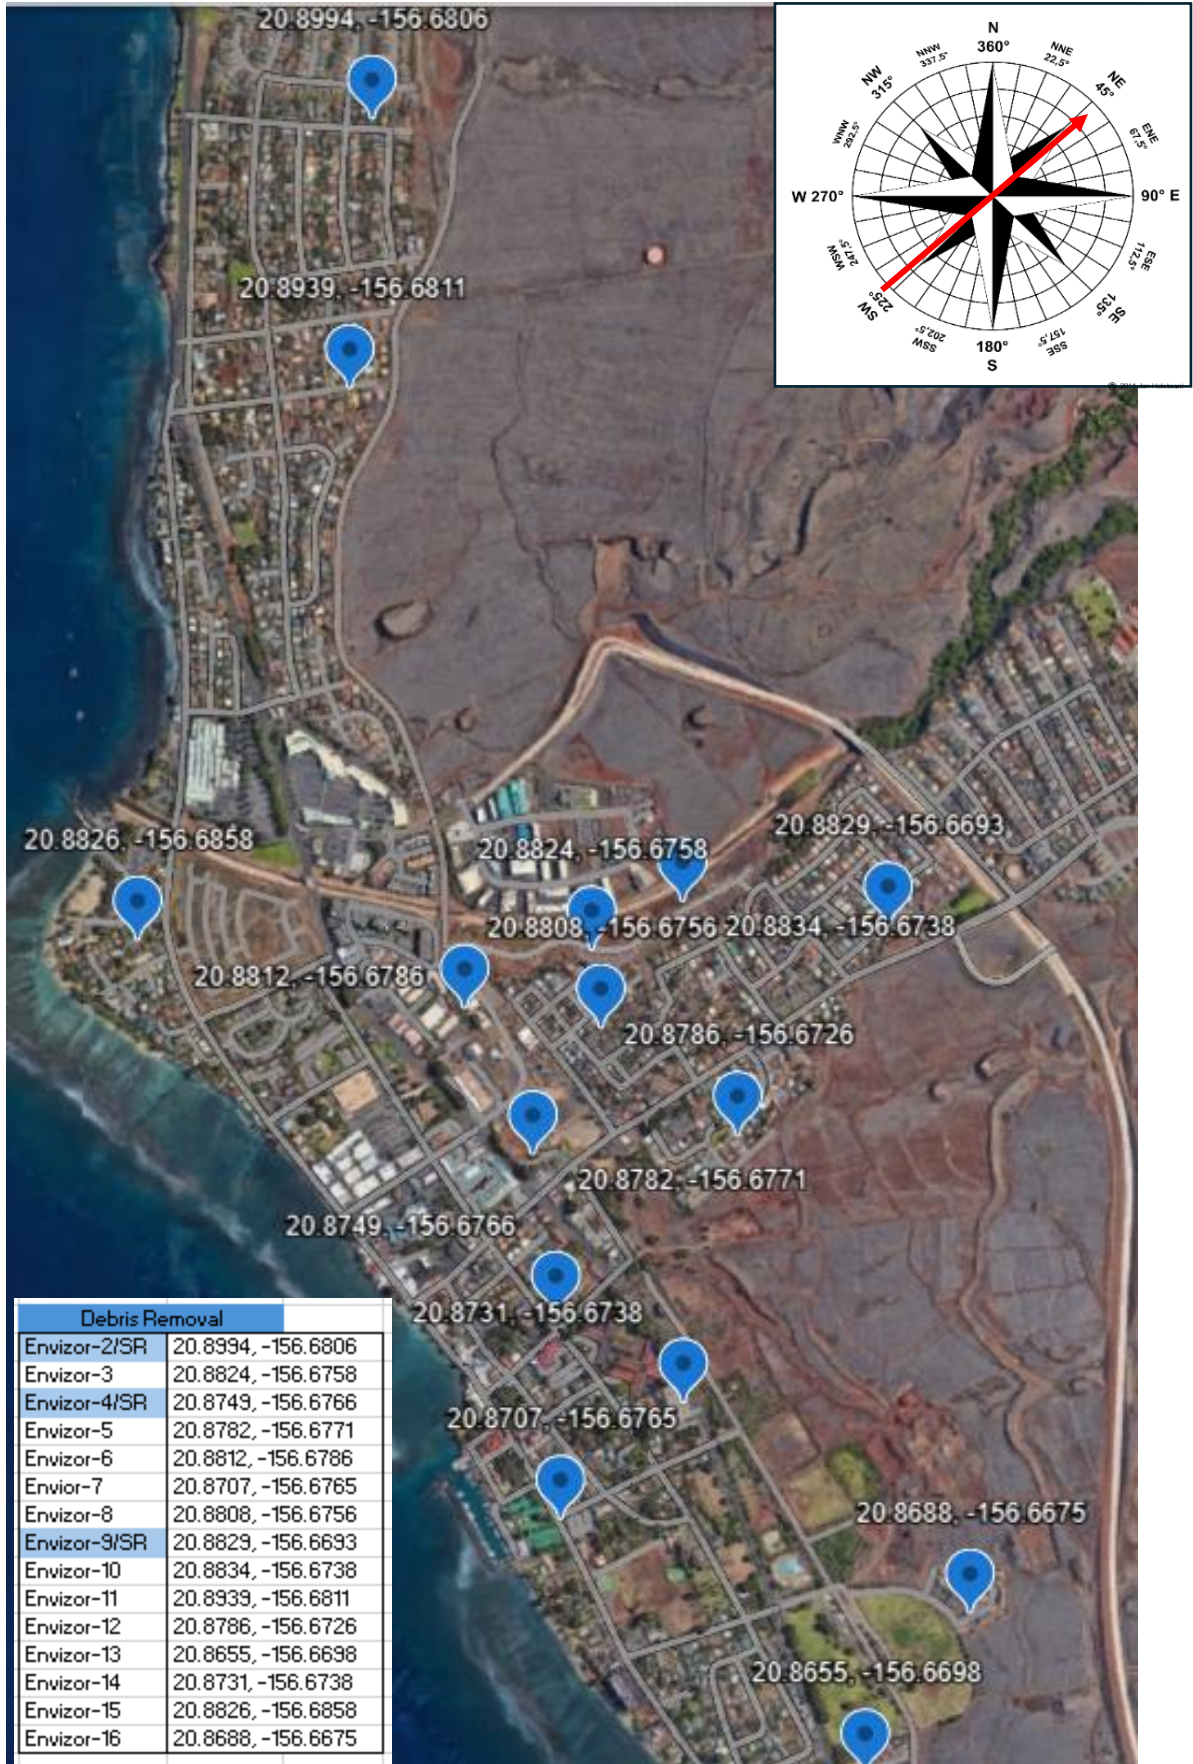 20.8994, -156.6806
N
360°
NNW
337,5°
NNE
22,5°
NW
315°
NE
45°
WNW
292,5°
ENE
67,5°
W 270°
90° E
WSW
247,5°
ESE
112,5°
SW
225°
SE
135°
SSW
202,5°
SSE
157,5°
180°
S
20.8939, -156.6811
20.8826, -156.6858
20.8824, -156.6758
20.8829, -156.6693
20.8808, -156.6756
20.8834, -156.6738
20.8812, -156.6786
20.8786, -156.6726
20.8782, -156.6771
20.8749, -156.6766
20.8731, -156.6738
20.8707, -156.6765
20.8688, -156.6675
20.8655, -156.6698
Debris Removal
Envizor-2/SR 20.8994, -156.6806
Envizor-3 20.8824, -156.6758
Envizor-4/SR 20.8749, -156.6766
Envizor-5 20.8782, -156.6771
Envizor-6 20.8812, -156.6786
Envior-7 20.8707, -156.6765
Envizor-8 20.8808, -156.6756
Envizor-9/SR 20.8829, -156.6693
Envizor-10 20.8834, -156.6738
Envizor-11 20.8939, -156.6811
Envizor-12 20.8786, -156.6726
Envizor-13 20.8655, -156.6698
Envizor-14 20.8731, -156.6738
Envizor-15 20.8826, -156.6858
Envizor-16 20.8688, -156.6675